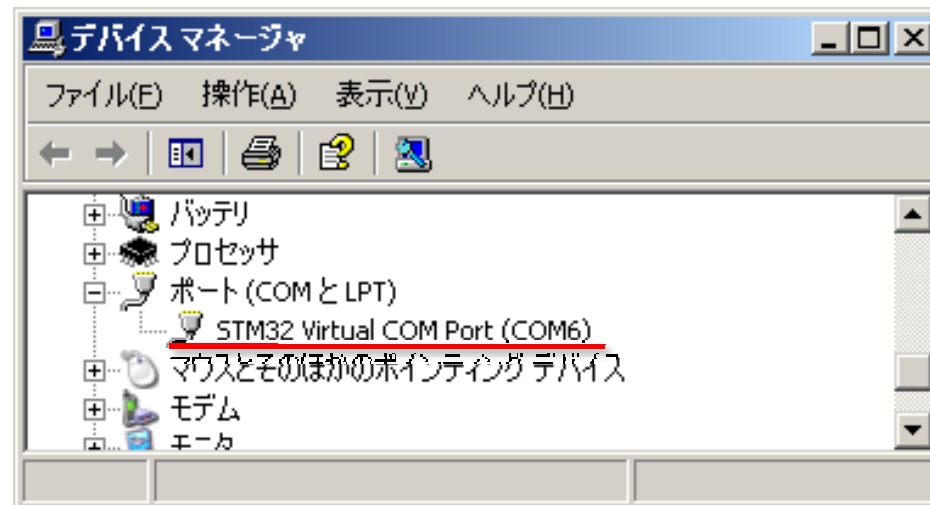 デバイス マネージャ
ファイル(F) 操作(A) 表示(V) ヘルプ(H)
バッテリ
プロセッサ
ポート (COM と LPT)
STM32 Virtual COM Port (COM6)
マウスとそのほかのポインティング デバイス
モデム
モニタ